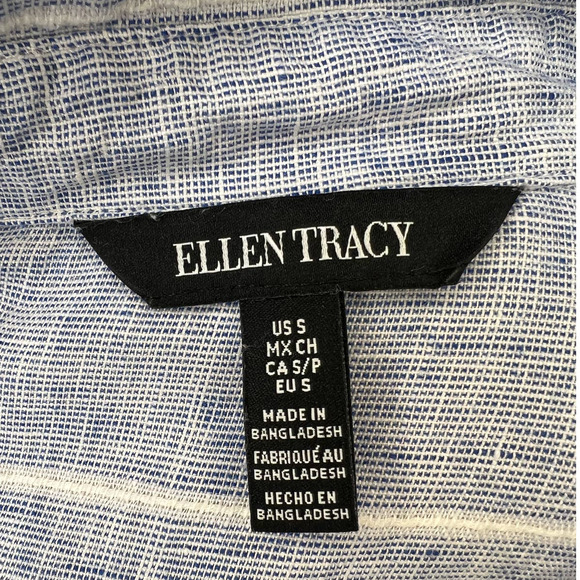 ELLEN TRACY
US S
MX CH
CA S/P
EU S
MADE IN
BANGLADESH
FABRIQUÉ AU
BANGLADESH
HECHO EN
BANGLADESH